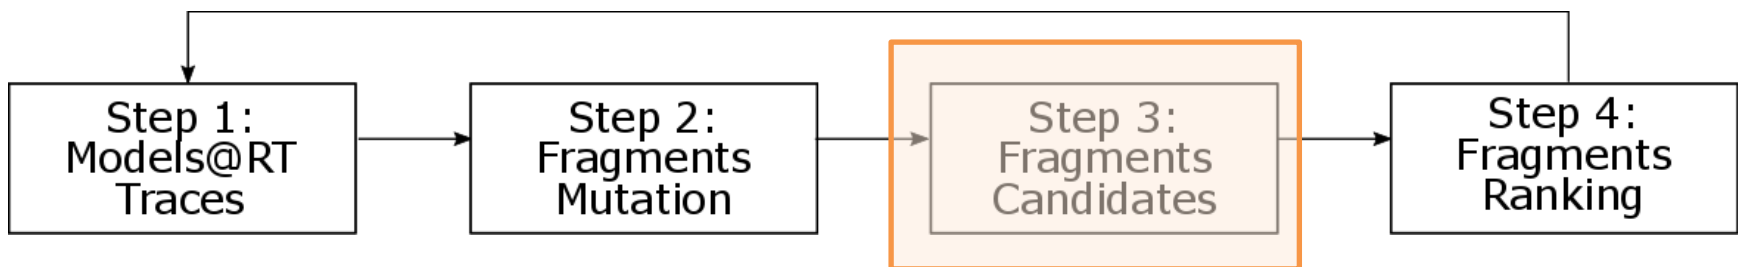 Step 1:
Models@RT
Traces
Step 2:
Fragments
Mutation
Step 3:
Fragments
Candidates
Step 4:
Fragments
Ranking